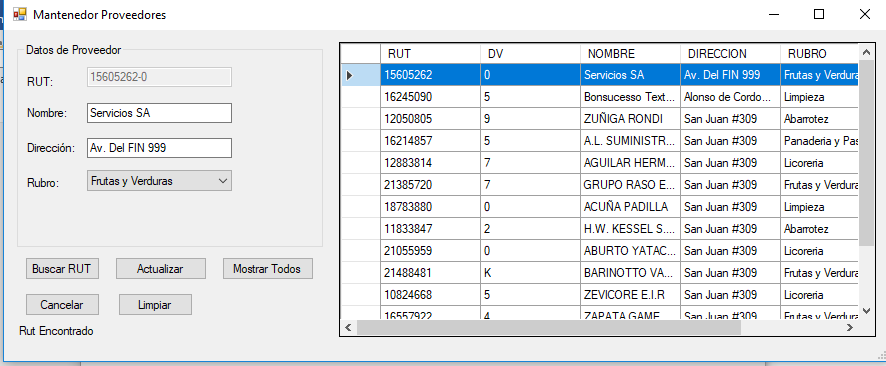 Mantenedor Proveedores
Datos de Proveedor
RUT: 15605262-0
Nombre: Servicios SA
Dirección: Av. Del FIN 999
Rubro: Frutas y Verduras
Buscar RUT Actualizar Mostrar Todos
Cancelar Limpiar
Rut Encontrado
RUT DV NOMBRE DIRECCION RUBRO
15605262 0 Servicios SA Av. Del FIN 999 Frutas y Verdura
16245090 5 Bonsucesso Text... Alonso de Cordo... Limpieza
12050805 9 ZUÑIGA RONDI San Juan #309 Abarrotez
16214857 5 A.L. SUMINISTR... San Juan #309 Panaderia y Pas
12883814 7 AGUILAR HERM... San Juan #309 Licoreria
21385720 7 GRUPO RASO E... San Juan #309 Frutas y Verdura
18783880 0 ACUÑA PADILLA San Juan #309 Limpieza
11833847 2 H.W. KESSEL S.... San Juan #309 Abarrotez
21055959 0 ABURTO YATAC... San Juan #309 Licoreria
21488481 K BARINOTTO VA... San Juan #309 Frutas y Verdura
10824668 5 ZEVICORE E.I.R San Juan #309 Licoreria
16557922 4 ZAPATA GAME San Juan #309 Frutas y Verdura